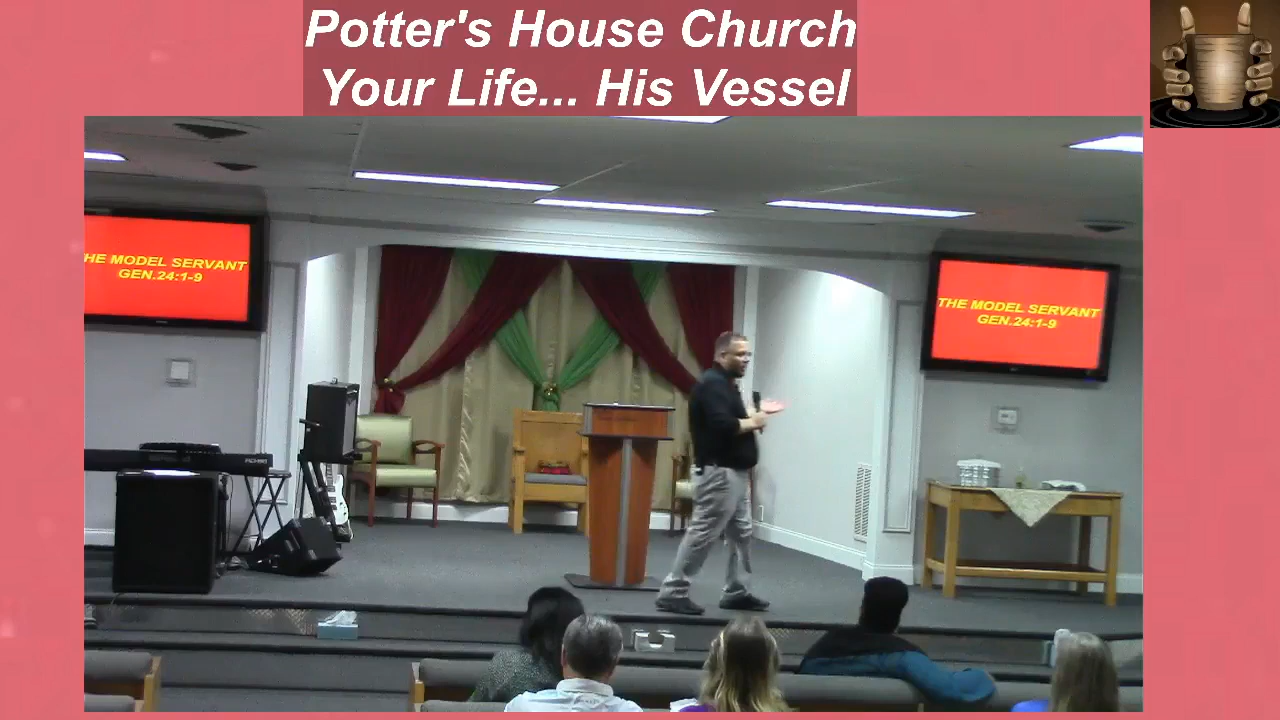 Potter's House Church
Your Life... His Vessel
HE MODEL SERVANT
GEN.24:1-9
THE MODEL SERVANT
GEN.24:1-9